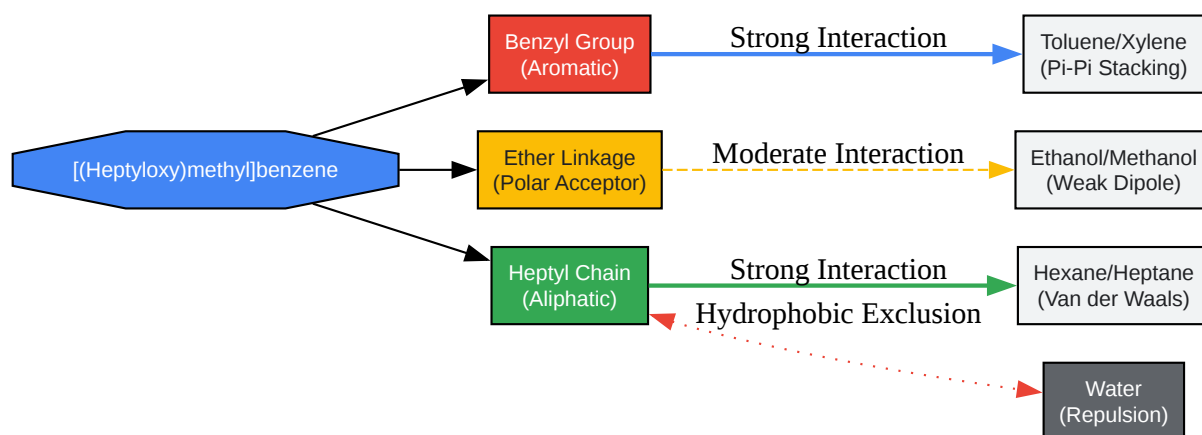 Benzyl Group
(Aromatic)
Strong Interaction
Toluene/Xylene
(Pi-Pi Stacking)
[(Heptyloxy)methyl]benzene
Ether Linkage
(Polar Acceptor)
Moderate Interaction
Ethanol/Methanol
(Weak Dipole)
Heptyl Chain
(Aliphatic)
Strong Interaction
Hexane/Heptane
(Van der Waals)
Hydrophobic Exclusion
Water
(Repulsion)